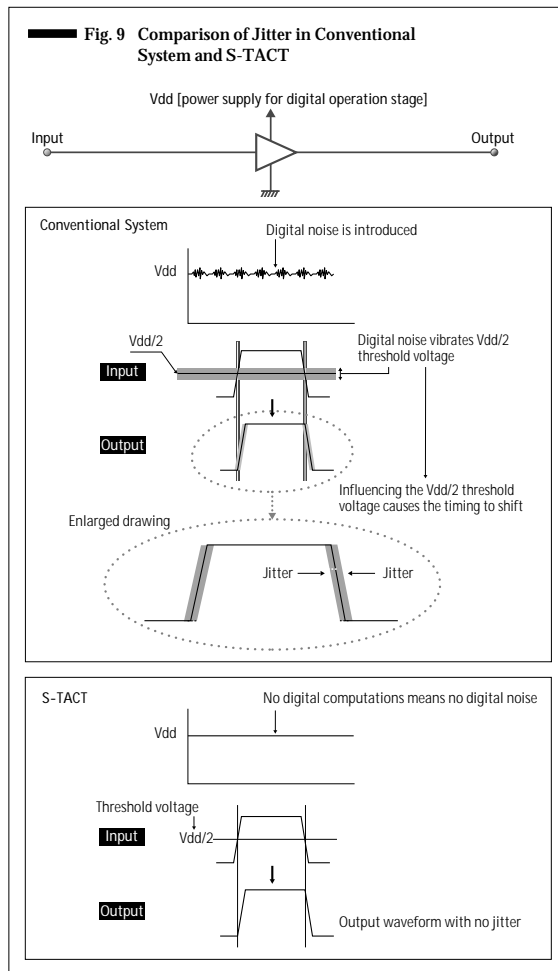 Fig. 9 Comparison of Jitter in Conventional
System and S-TACT
Vdd [power supply for digital operation stage]
Input
Output
Conventional System
Digital noise is introduced
Vdd
Vdd/2
Digital noise vibrates Vdd/2
threshold voltage
Input
Output
Influencing the Vdd/2 threshold
voltage causes the timing to shift
Enlarged drawing
Jitter
Jitter
S-TACT
No digital computations means no digital noise
Vdd
Threshold voltage
Input
Vdd/2
Output
Output waveform with no jitter